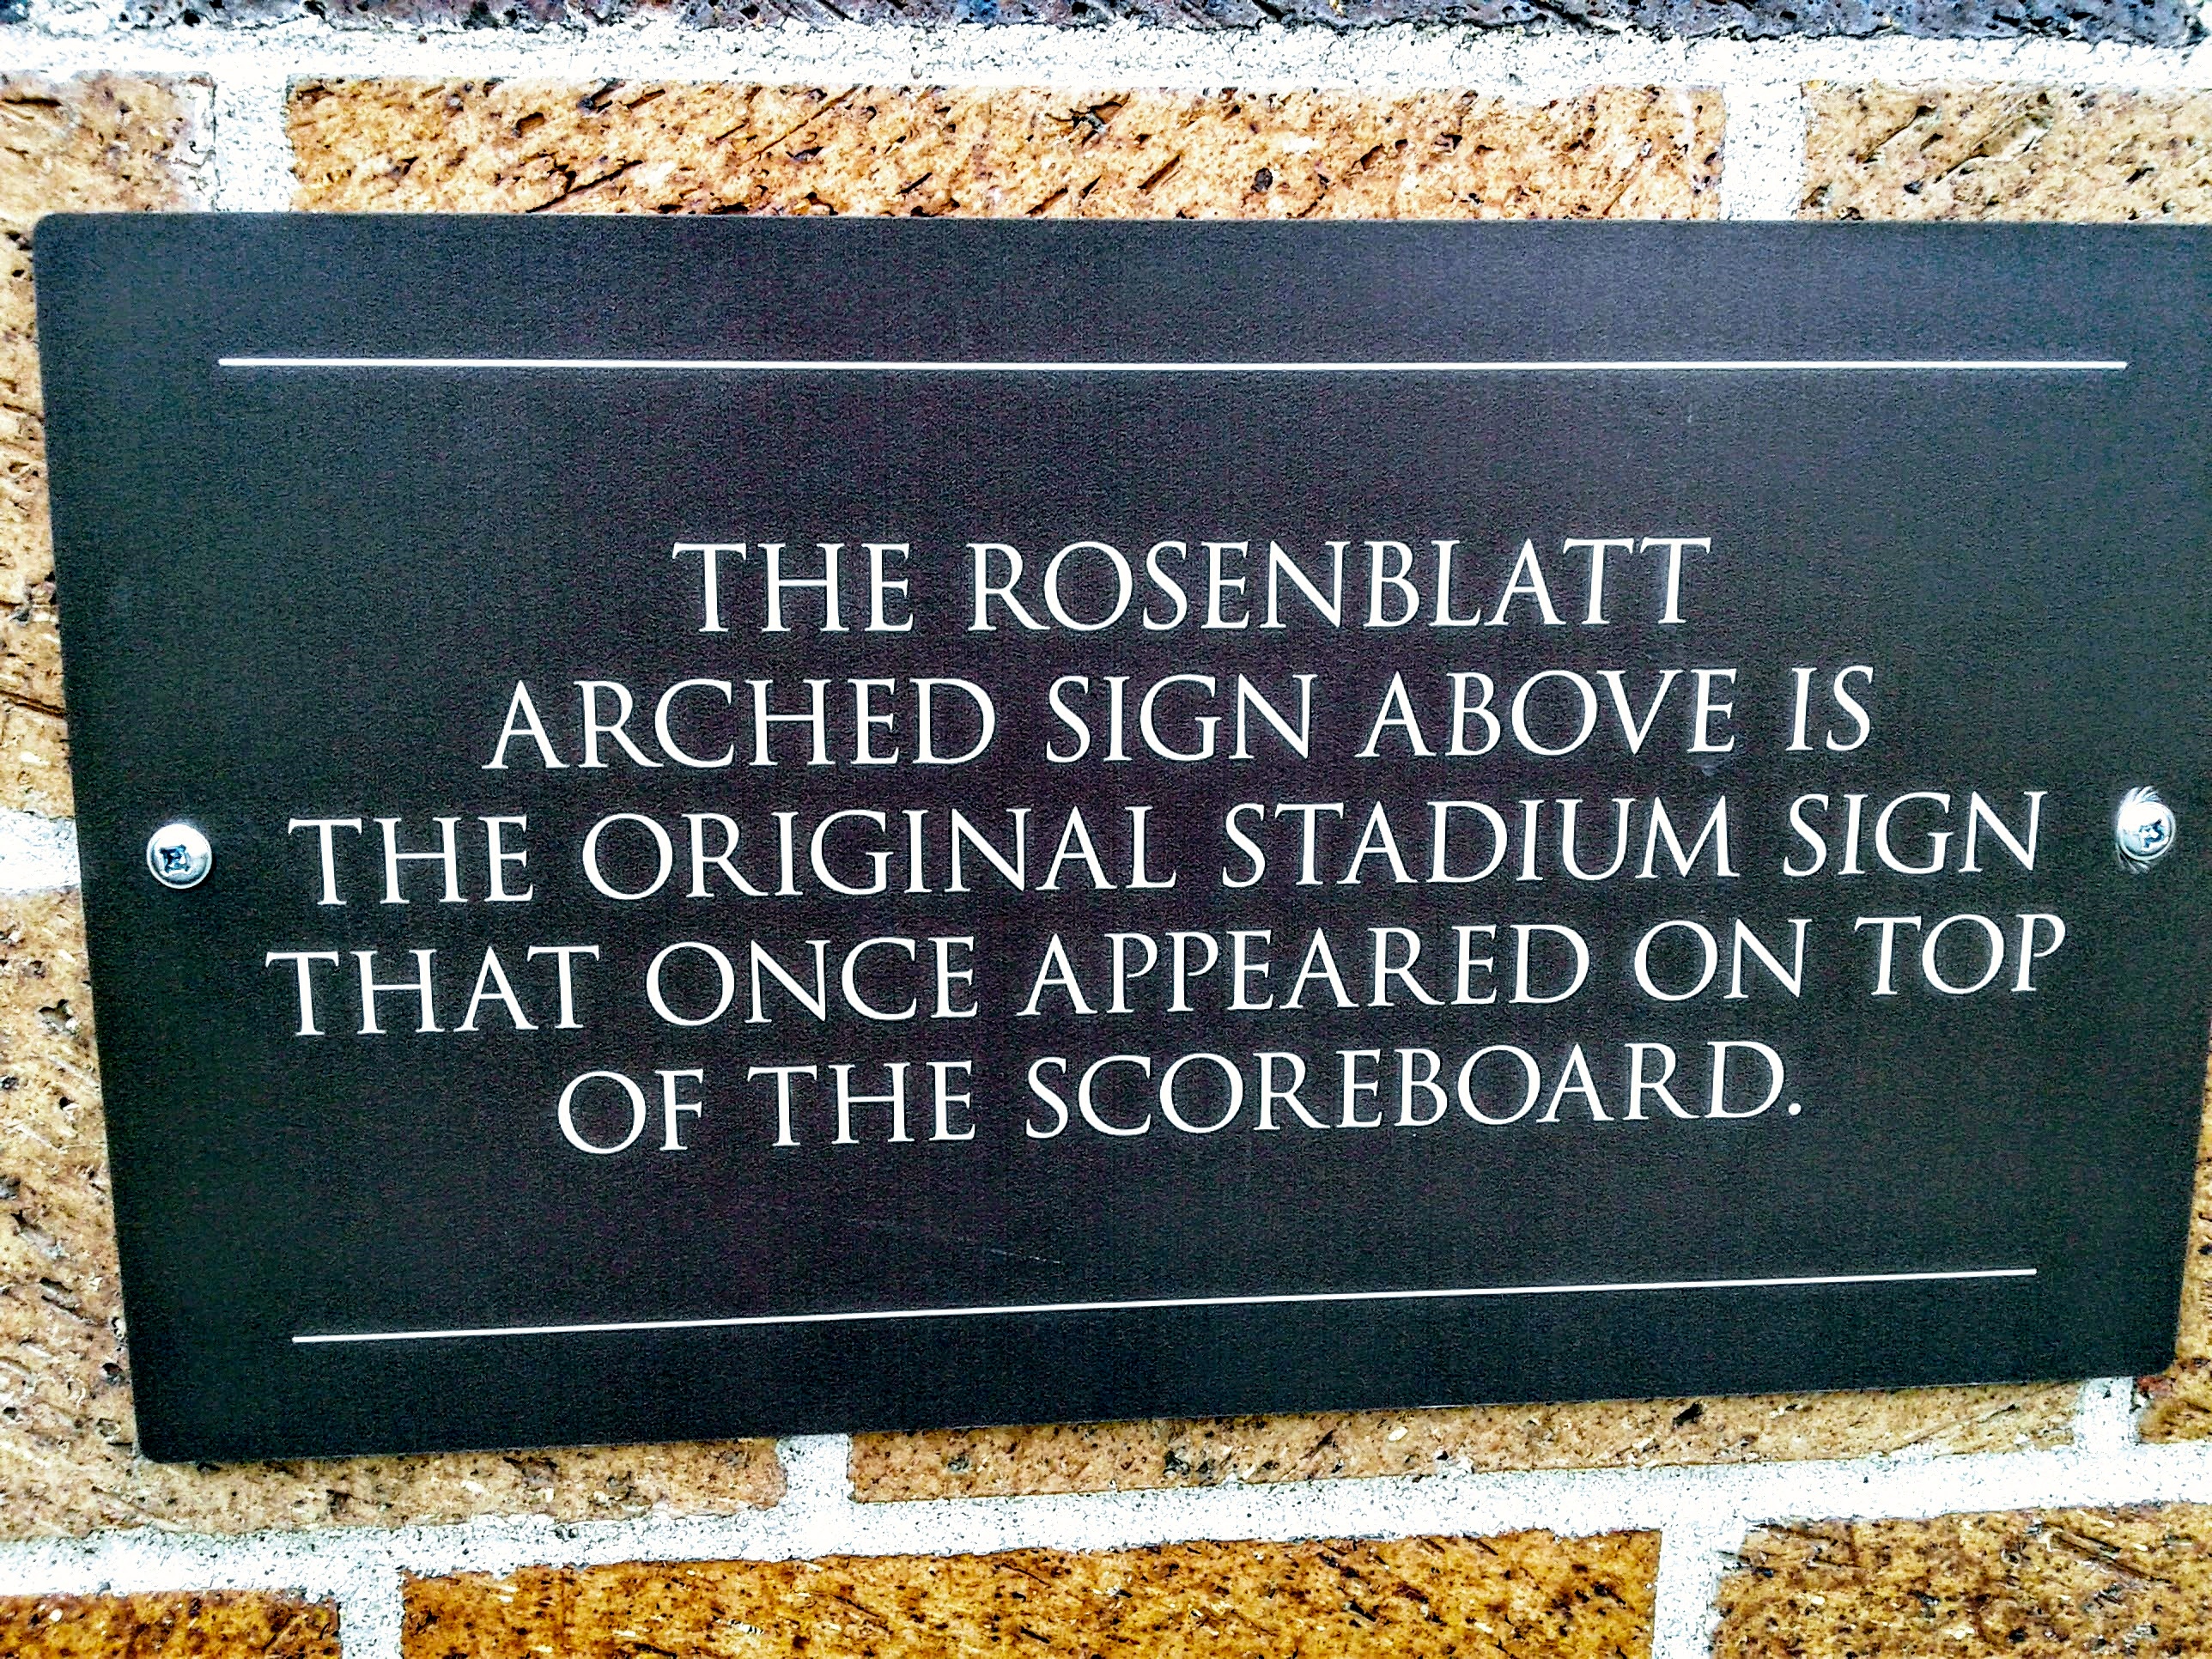 THE ROSENBLATT
ARCHED SIGN ABOVE IS
THE ORIGINAL STADIUM SIGN
THAT ONCE APPEARED ON TOP
OF THE SCOREBOARD.